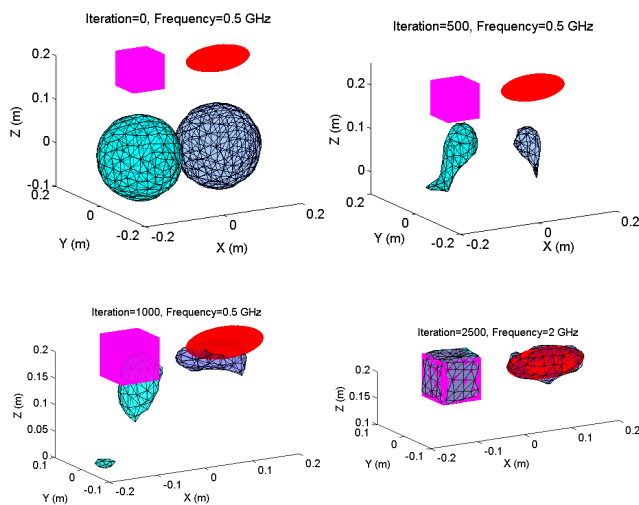 Iteration=0, Frequency=0.5 GHz
0.2
0.1
0
-0.1
Z (m)
0.2
0
-0.2
Y (m)
-0.2
0
0.2
X (m)
Iteration=500, Frequency=0.5 GHz
0.2
0.1
0
Z (m)
0.2
0
-0.2
Y (m)
-0.2
0
0.2
X (m)
Iteration=1000, Frequency=0.5 GHz
0.2
0.15
0.1
0.05
0
Z (m)
0.1
0
-0.1
Y (m)
-0.2
-0.1
0
0.1
0.2
X (m)
Iteration=2500, Frequency=2 GHz
0.2
0.15
0.1
Z (m)
0.1
0
-0.1
Y (m)
-0.2
-0.1
0
0.1
0.2
X (m)